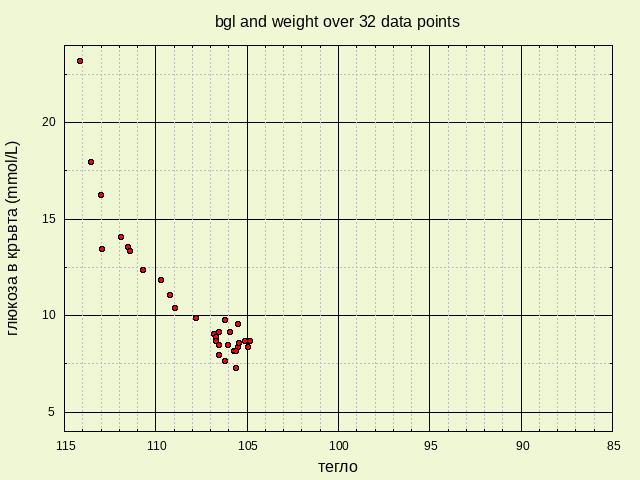 bgl and weight over 32 data points
глюкоза в кръвта (mmol/L)
20
15
10
5
115 110 105 100 95 90 85
тегло